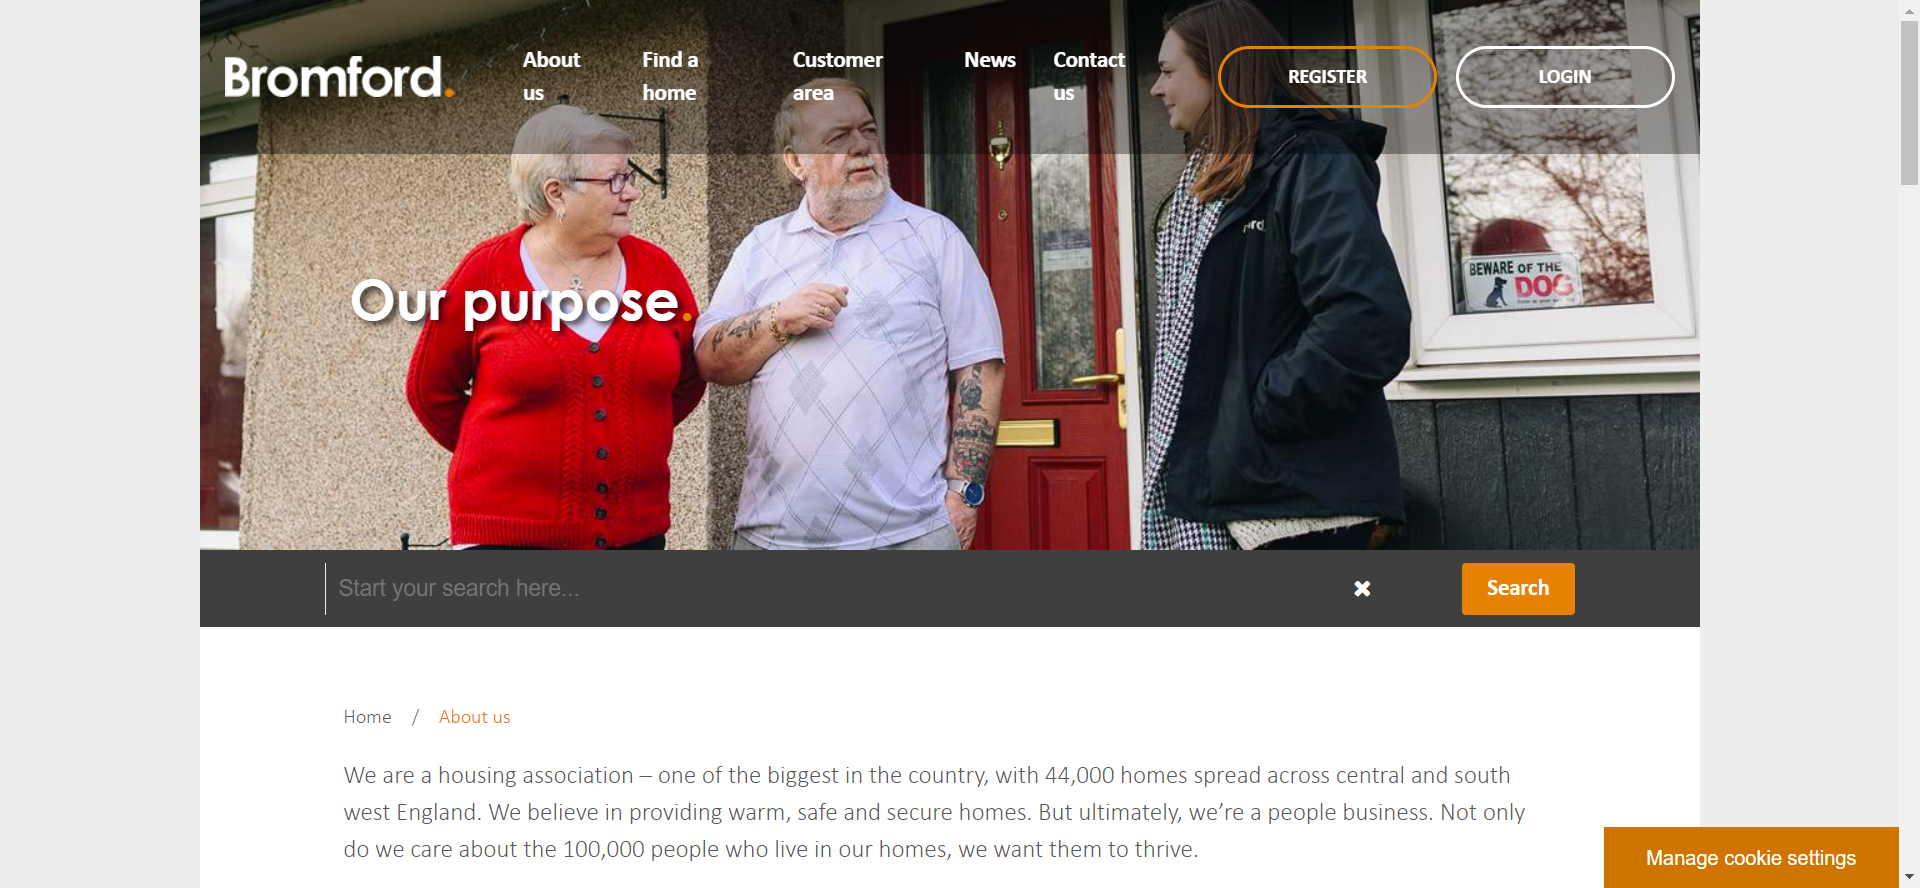 Bromford.
About us
Find a home
Customer area
News
Contact us
REGISTER
LOGIN
BEWARE OF THE
DOG
Our purpose.
Start your search here...
Search
Home / About us
We are a housing association – one of the biggest in the country, with 44,000 homes spread across central and south
west England. We believe in providing warm, safe and secure homes. But ultimately, we’re a people business. Not only
do we care about the 100,000 people who live in our homes, we want them to thrive.
Manage cookie settings